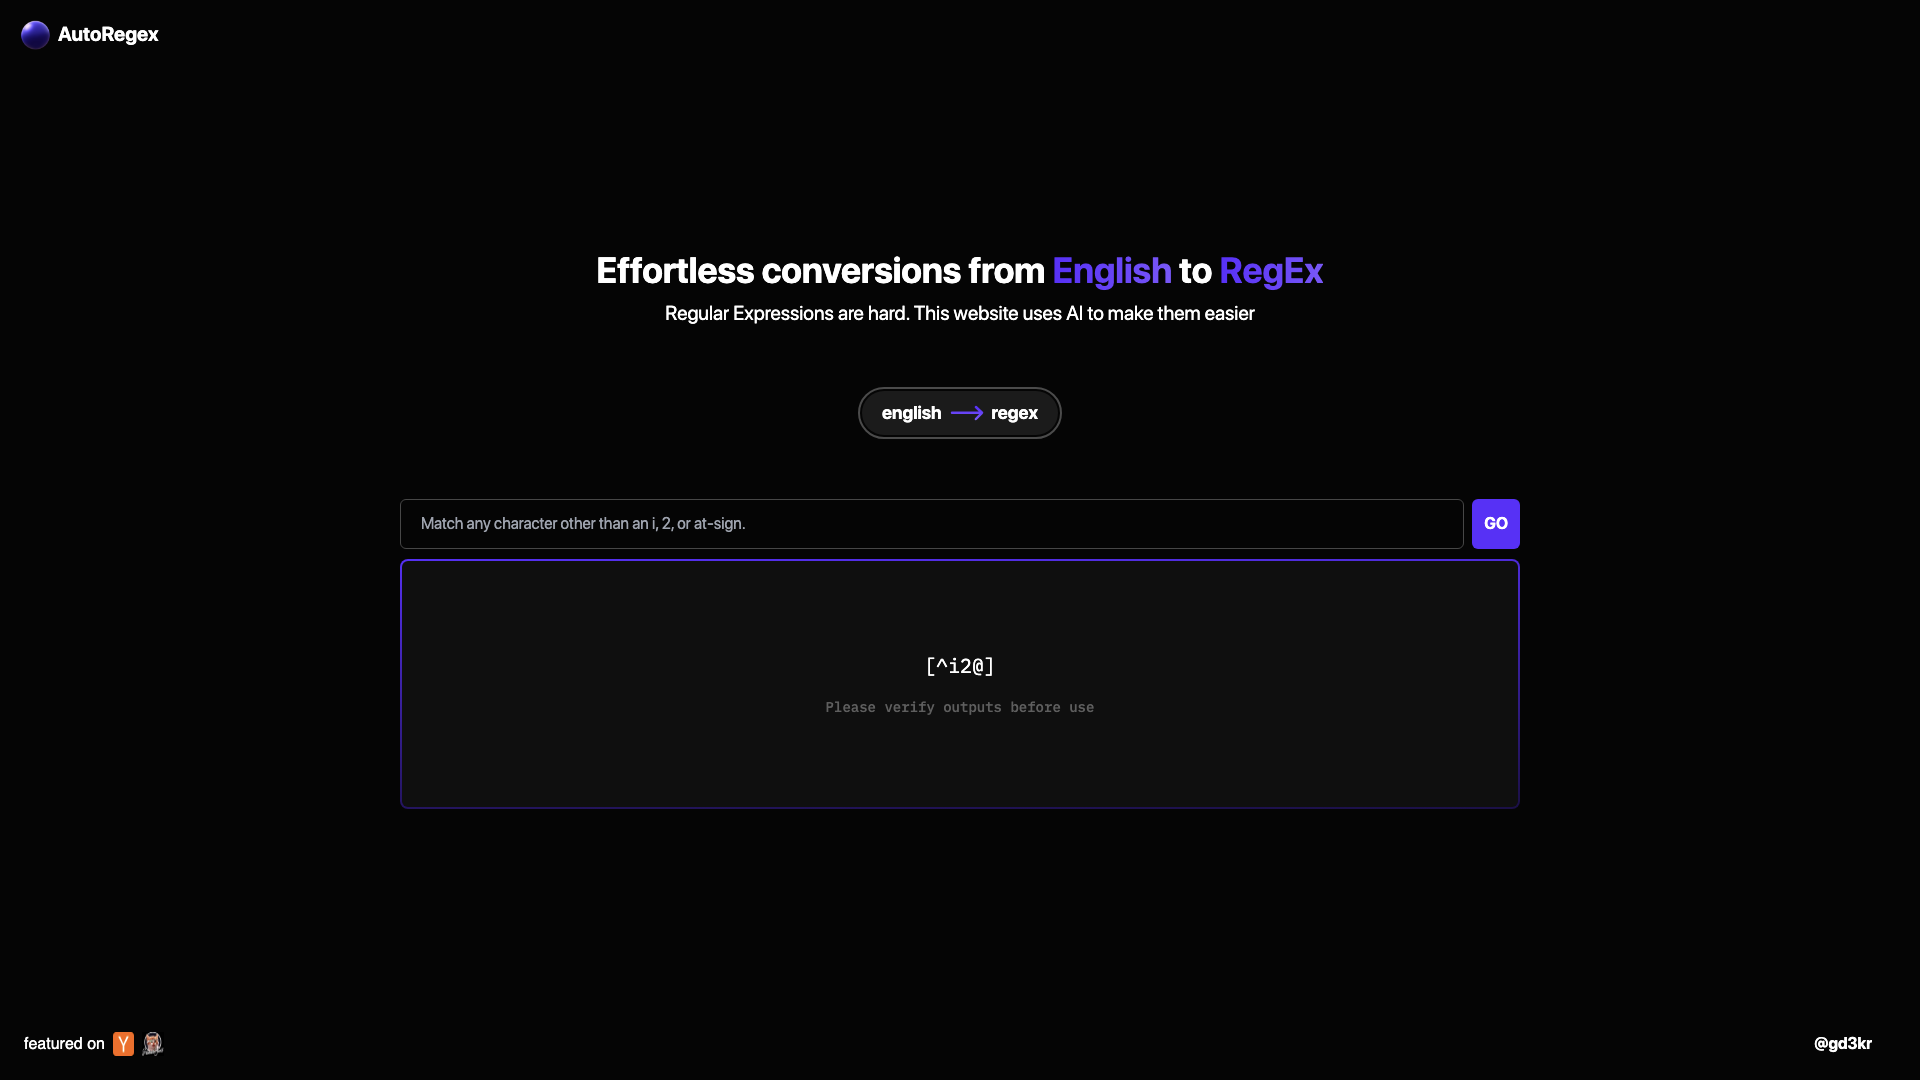 AutoRegex
Effortless conversions from English to RegEx
Regular Expressions are hard. This website uses AI to make them easier
english → regex
Match any character other than an i, 2, or at-sign.
GO
[^i2@]
Please verify outputs before use
featured on Y
@gd3kr